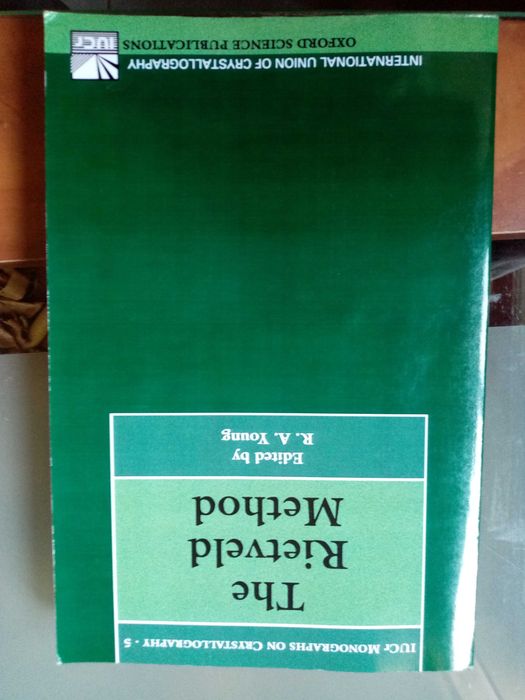 IUCr MONOGRAPHS ON CRYSTALLOGRAPHY · 5
The
Rietveld
Method
Edited by
R. A. Young
INTERNATIONAL UNION OF CRYSTALLOGRAPHY
OXFORD SCIENCE PUBLICATIONS
IUCr